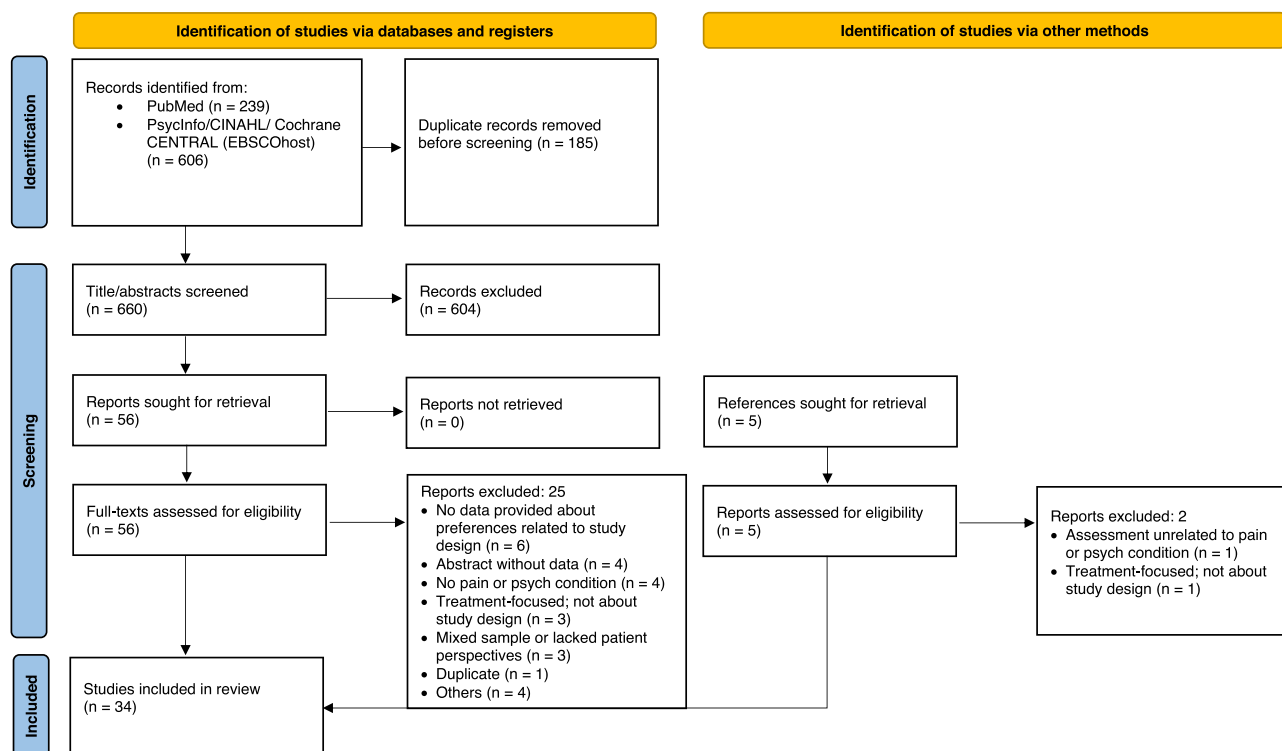 Identification of studies via databases and registers
Identification of studies via other methods
Identification
Records identified from:
• PubMed (n = 239)
• PsycInfo/CINAHL/ Cochrane
CENTRAL (EBSCOhost)
(n = 606)
Duplicate records removed
before screening (n = 185)
Screening
Title/abstracts screened
(n = 660)
Records excluded
(n = 604)
Reports sought for retrieval
(n = 56)
Reports not retrieved
(n = 0)
References sought for retrieval
(n = 5)
Full-texts assessed for eligibility
(n = 56)
Reports excluded: 25
• No data provided about
preferences related to study
design (n = 6)
• Abstract without data (n = 4)
• No pain or psych condition (n = 4)
• Treatment-focused; not about
study design (n = 3)
• Mixed sample or lacked patient
perspectives (n = 3)
• Duplicate (n = 1)
• Others (n = 4)
Reports assessed for eligibility
(n = 5)
Reports excluded: 2
• Assessment unrelated to pain
or psych condition (n = 1)
• Treatment-focused; not about
study design (n = 1)
Included
Studies included in review
(n = 34)